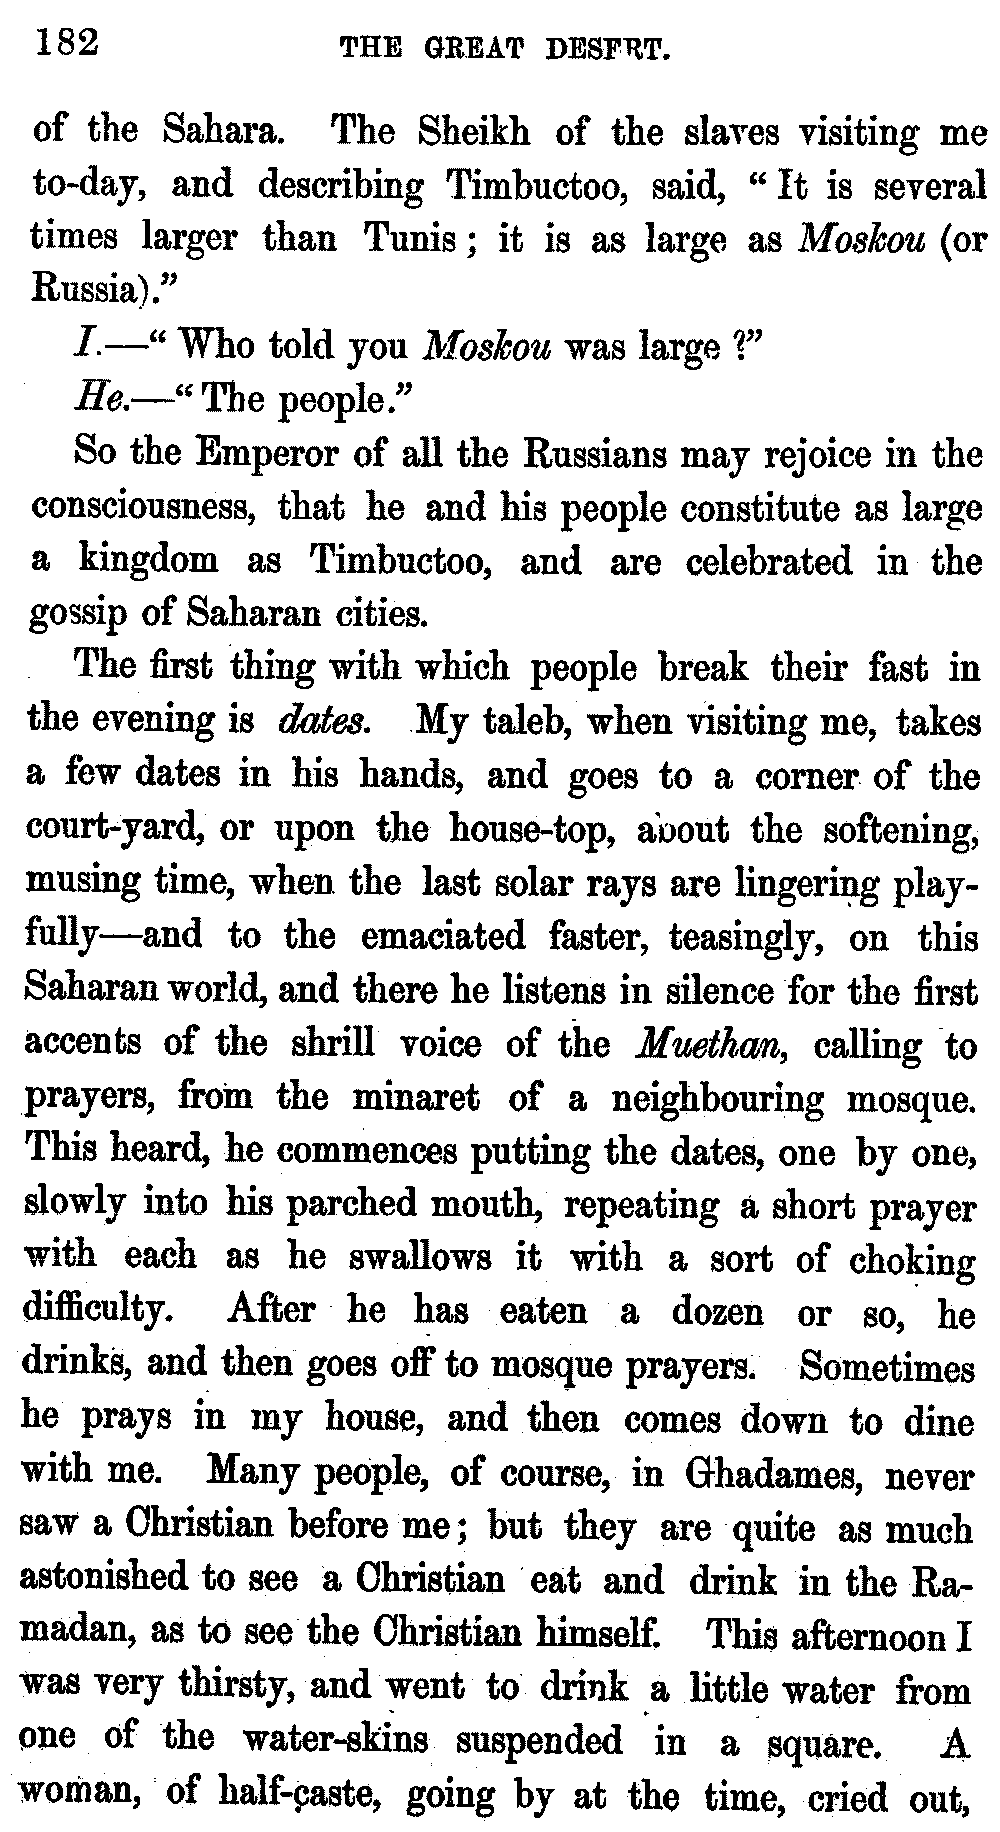 182 THE GREAT DESERT.
of the Sahara. The Sheikh of the slaves visiting me
to-day, and describing Timbuctoo, said, “ It is several
times larger than Tunis ; it is as large as Moskou (or
Russia).”
I.—“ Who told you Moskou was large ?”
He.—“ The people.”
So the Emperor of all the Russians may rejoice in the
consciousness, that he and his people constitute as large
a kingdom as Timbuctoo, and are celebrated in the
gossip of Saharan cities.
The first thing with which people break their fast in
the evening is dates. My taleb, when visiting me, takes
a few dates in his hands, and goes to a corner of the
court-yard, or upon the house-top, about the softening,
musing time, when the last solar rays are lingering play-
fully—and to the emaciated faster, teasingly, on this
Saharan world, and there he listens in silence for the first
accents of the shrill voice of the Muethan, calling to
prayers, from the minaret of a neighbouring mosque.
This heard, he commences putting the dates, one by one,
slowly into his parched mouth, repeating a short prayer
with each as he swallows it with a sort of choking
difficulty. After he has eaten a dozen or so, he
drinks, and then goes off to mosque prayers. Sometimes
he prays in my house, and then comes down to dine
with me. Many people, of course, in Ghadames, never
saw a Christian before me; but they are quite as much
astonished to see a Christian eat and drink in the Ra-
madan, as to see the Christian himself. This afternoon I
was very thirsty, and went to drink a little water from
one of the water-skins suspended in a square. A
woman, of half-caste, going by at the time, cried out,